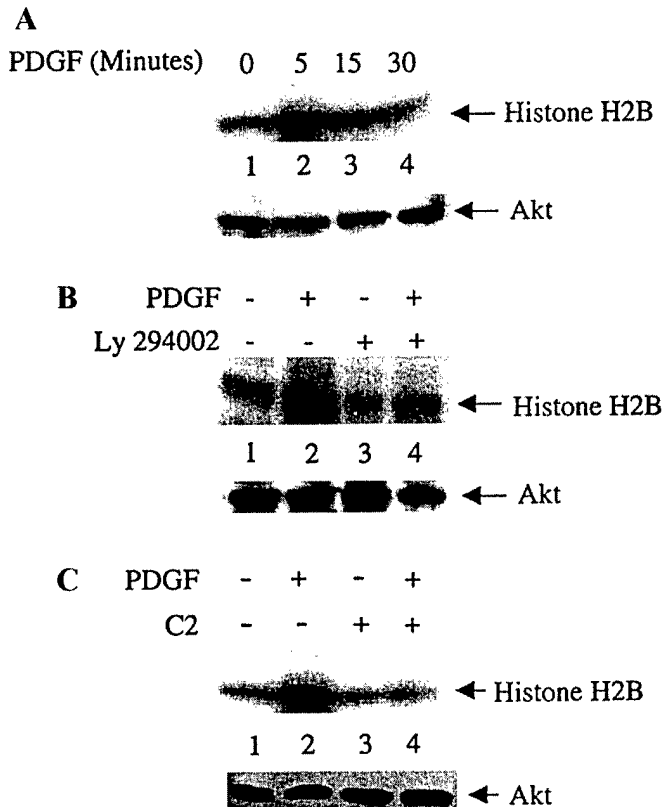 A
PDGF (Minutes) 0 5 15 30
Histone H2B
1 2 3 4
Akt
B PDGF - + - +
Ly 294002 - - + +
Histone H2B
1 2 3 4
Akt
C PDGF - + - +
C2 - - + +
Histone H2B
1 2 3 4
Akt